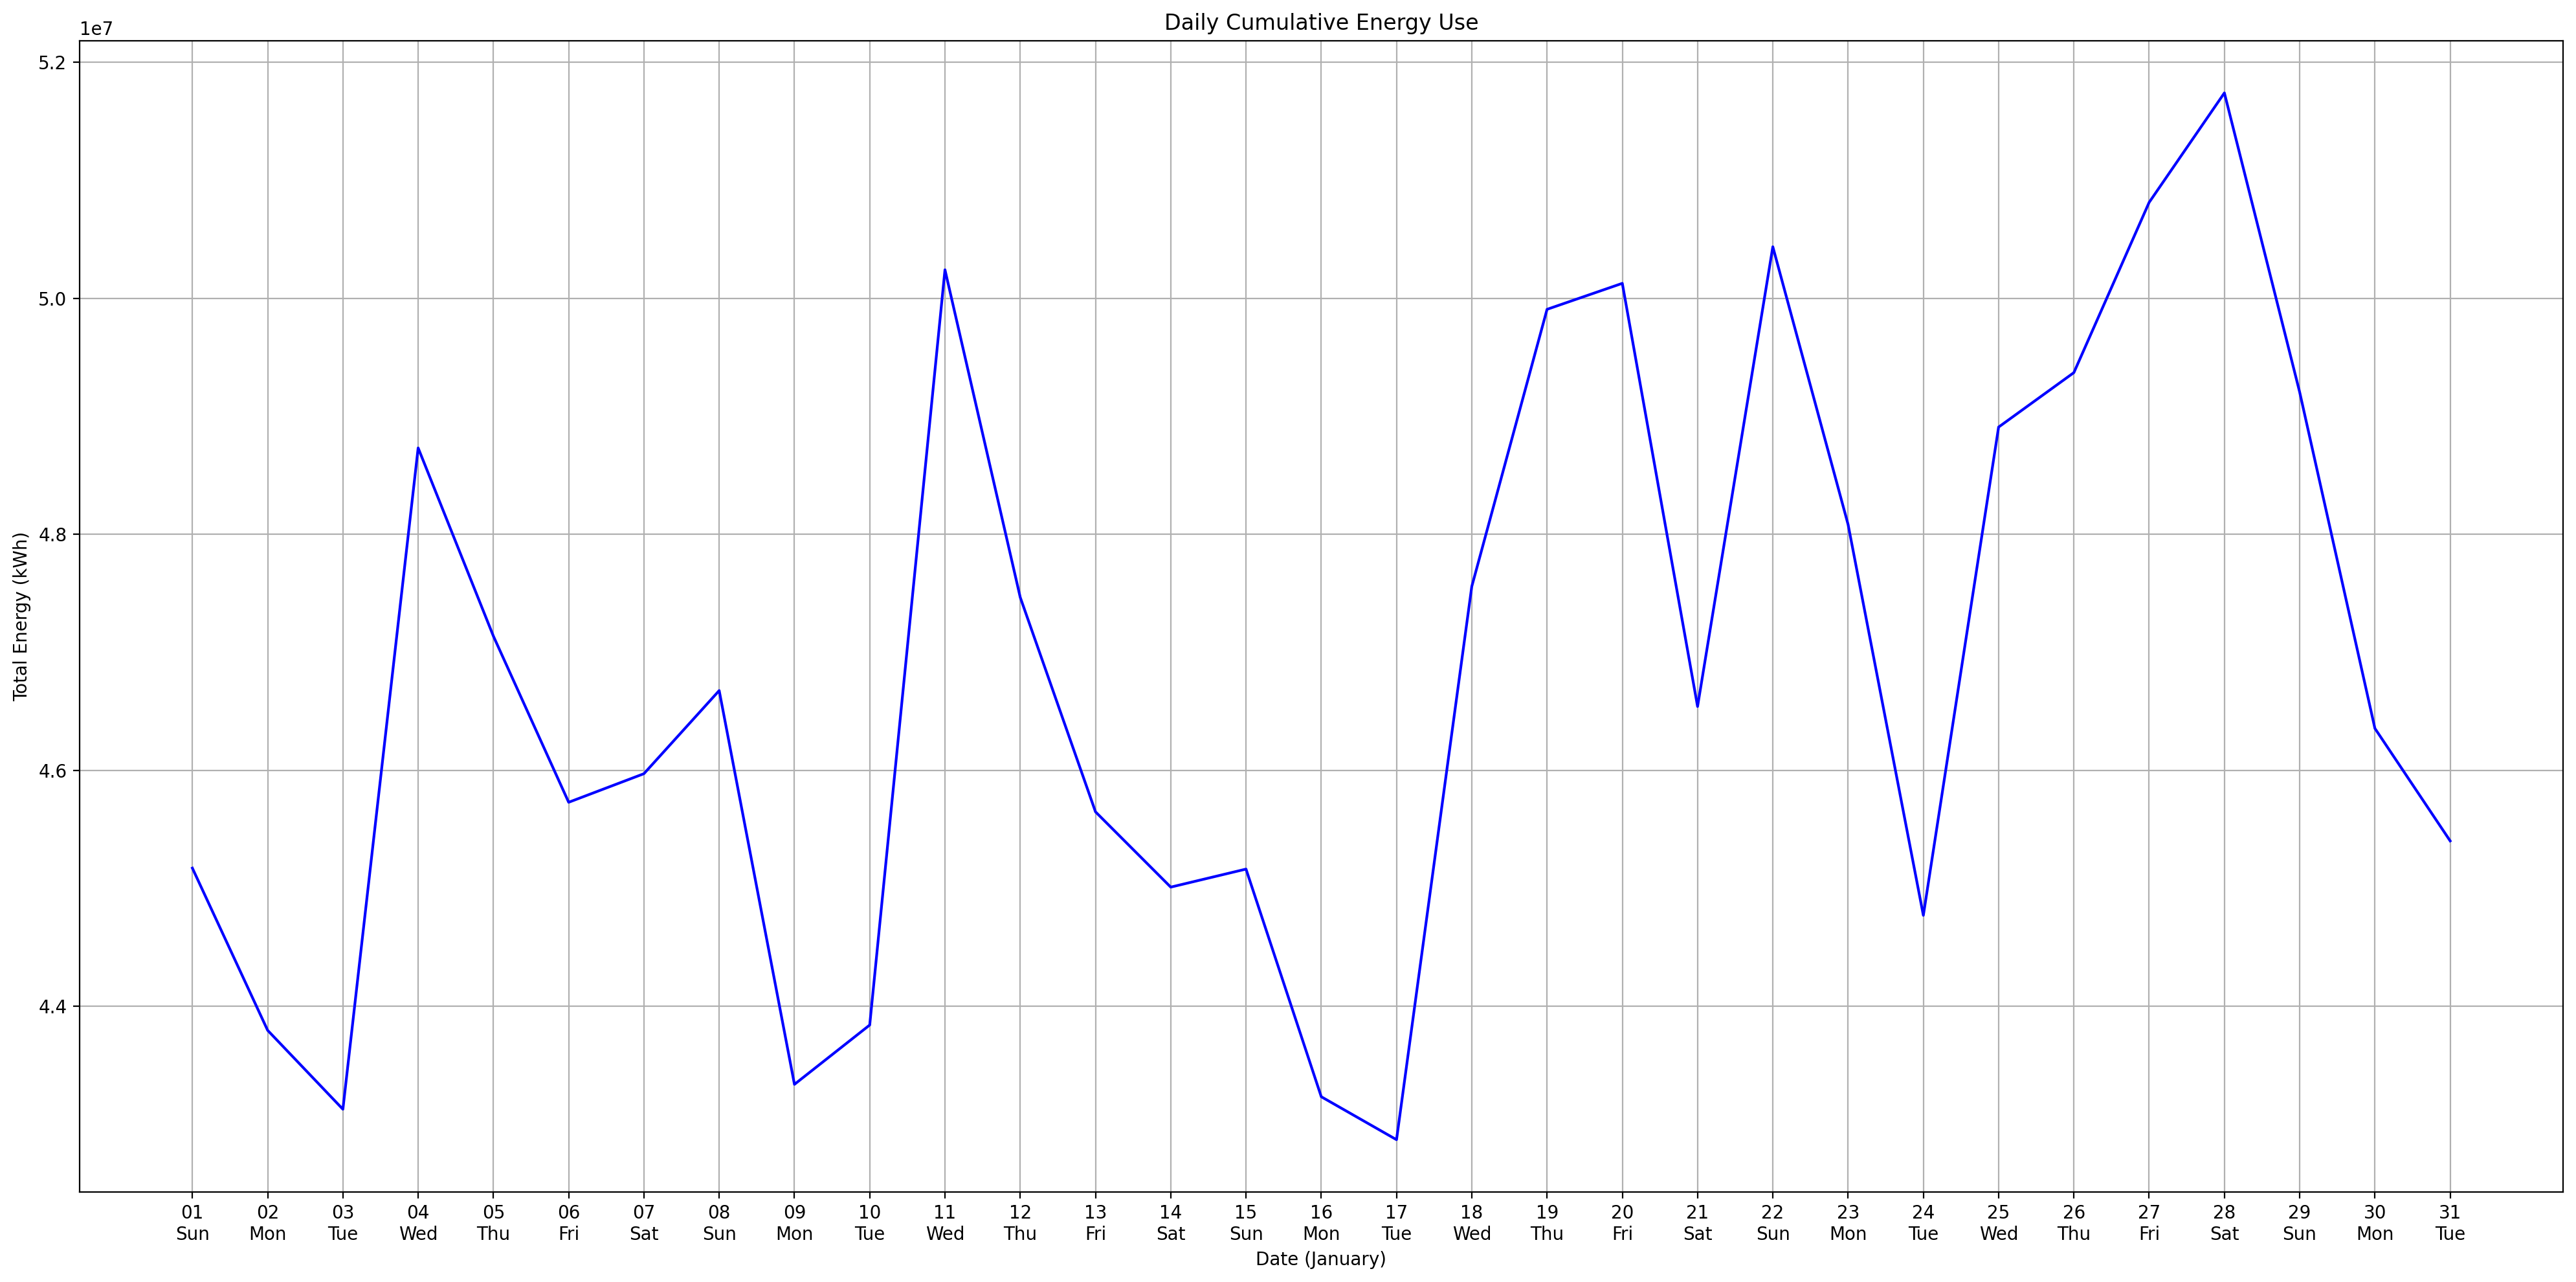 Daily Cumulative Energy Use
1e7
5.2
5.0
4.8
4.6
4.4
Total Energy (kWh)
01 02 03 04 05 06 07 08 09 10 11 12 13 14 15 16 17 18 19 20 21 22 23 24 25 26 27 28 29 30 31
Sun Mon Tue Wed Thu Fri Sat Sun Mon Tue Wed Thu Fri Sat Sun Mon Tue Wed Thu Fri Sat Sun Mon Tue Wed Thu Fri Sat Sun Mon Tue
Date (January)